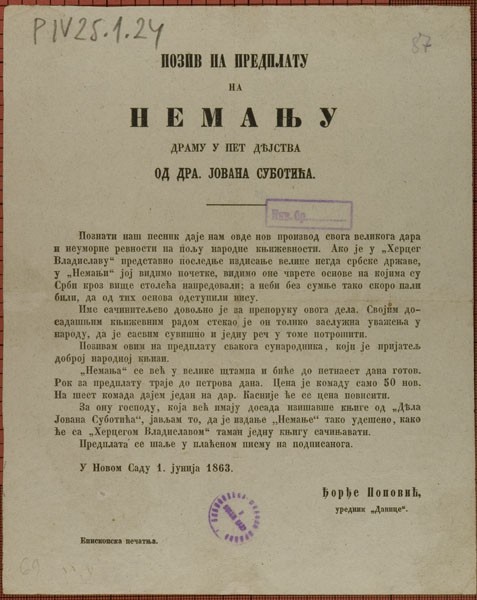 PIV25.1.24
87
ПОЗИВ НА ПРЕДПЛАТУ
НА
НЕМАЊУ
ДРАМУ У ПЕТ ДѢЈСТВА
ОД ДРА. ЈОВАНА СУБОТИЋА.
Инв. бр.
Познати наш песник даје нам овде нов производ свога великога дара
и неуморне ревности на пољу народне књижевности. Ако је у „Херцег
Владиславу“ представио последње издисање велике негда србске државе,
у „Немањи“ јој видимо почетке, видимо оне чврсте основе на којима су
Срби кроз више столећа напредовали; а неби без сумње тако скоро пали
били, да од тих основа одступили нису.
Име сачинитељево довољно је за препоруку овога дела. Својим до-
садашњим књижевним радом стекао је он толико заслужна уважења у
народу, да је сасвим сувишно и једну реч у томе потрошити.
Позивам овим на предплату свакога сународника, који је пријатељ
доброј народној књизи.
„Немања“ се већ у велике штампа и биће до петнаест дана готов.
Рок за предплату траје до петрова дана. Цена је комаду само 50 нов.
На шест комада дајем један на дар. Касније ће се цена повисити.
За ону господу, која већ имају досада изишавше књиге од „Дѣла
Јована Суботића“, јављам то, да је издање „Немање“ тако удешено, како
ће са „Херцегом Владиславом“ таман једну књигу сачињавати.
Предплата се шаље у плаћеном писму на подписанога.
У Новом Саду 1. јунија 1863.
Ђорђе Поповић,
уредник „Данице“.
Епископска печатња.